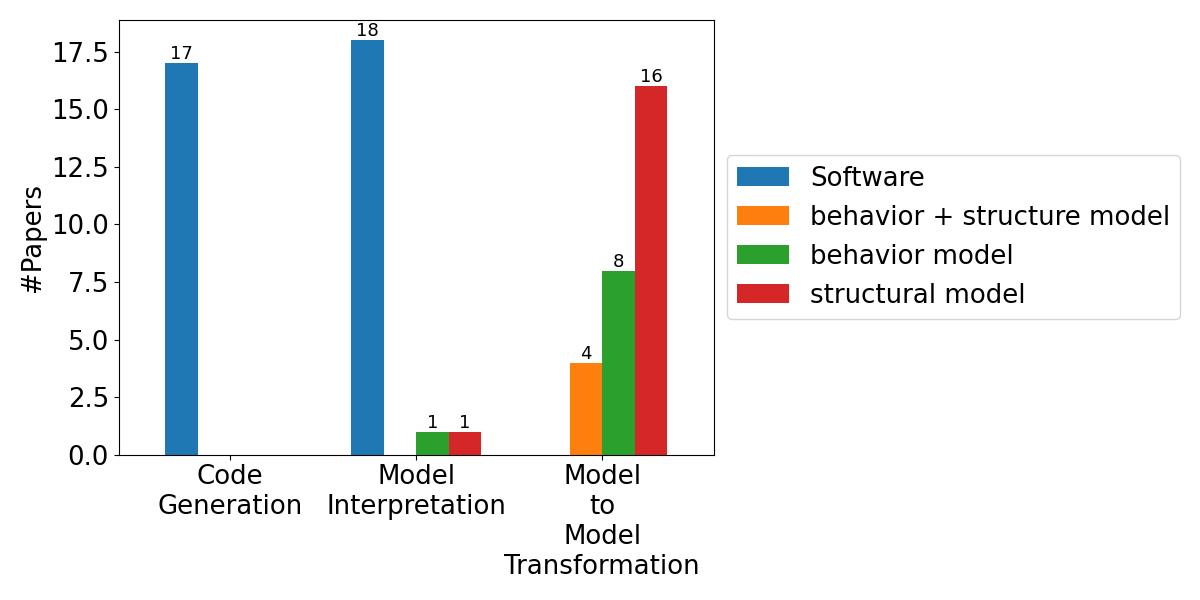 #Papers
17.5
15.0
12.5
10.0
7.5
5.0
2.5
0.0
17
18
1
1
4
8
16
Code
Generation
Model
Interpretation
Model
to
Model
Transformation
Software
behavior + structure model
behavior model
structural model